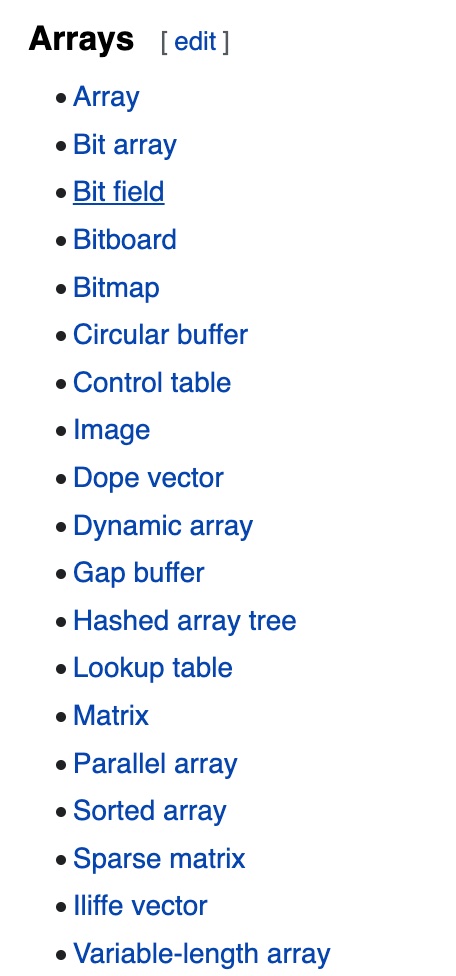 Arrays [ edit ]
• Array
• Bit array
• Bit field
• Bitboard
• Bitmap
• Circular buffer
• Control table
• Image
• Dope vector
• Dynamic array
• Gap buffer
• Hashed array tree
• Lookup table
• Matrix
• Parallel array
• Sorted array
• Sparse matrix
• Iliffe vector
• Variable-length array